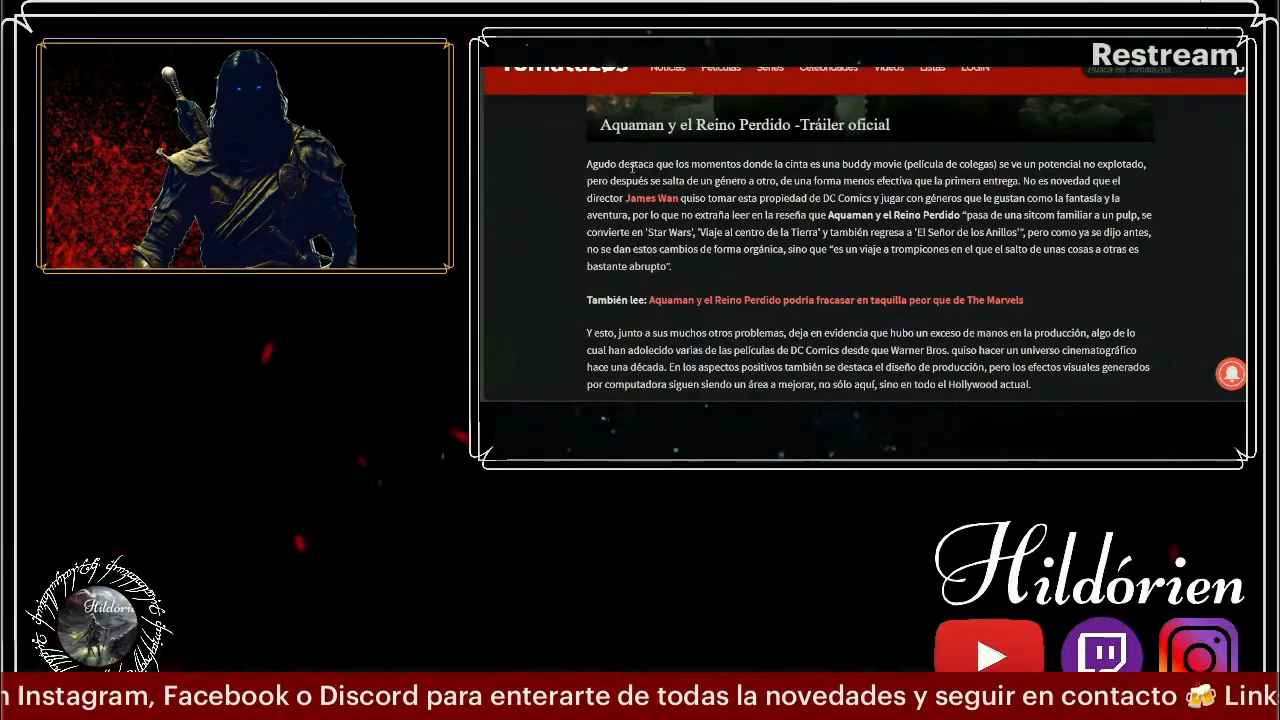 Restream
Tomatazos Noticias Películas Series Celebridades Videos Listas LOGIN
Busca en Tomatazos
Aquaman y el Reino Perdido -Tráiler oficial
Agudo destaca que los momentos donde la cinta es una buddy movie (película de colegas) se ve un potencial no explotado,
pero después se salta de un género a otro, de una forma menos efectiva que la primera entrega. No es novedad que el
director James Wan quiso tomar esta propiedad de DC Comics y jugar con géneros que le gustan como la fantasía y la
aventura, por lo que no extraña leer en la reseña que Aquaman y el Reino Perdido “pasa de una sitcom familiar a un pulp, se
convierte en 'Star Wars', 'Viaje al centro de la Tierra' y también regresa a 'El Señor de los Anillos'”, pero como ya se dijo antes,
no se dan estos cambios de forma orgánica, sino que “es un viaje a trompicones en el que el salto de unas cosas a otras es
bastante abrupto”.
También lee: Aquaman y el Reino Perdido podría fracasar en taquilla peor que de The Marvels
Y esto, junto a sus muchos otros problemas, deja en evidencia que hubo un exceso de manos en la producción, algo de lo
cual han adolecido varias de las películas de DC Comics desde que Warner Bros. quiso hacer un universo cinematográfico
hace una década. En los aspectos positivos también se destaca el diseño de producción, pero los efectos visuales generados
por computadora siguen siendo un área a mejorar, no sólo aquí, sino en todo el Hollywood actual.
Hildórien
Hildórien
n Instagram, Facebook o Discord para enterarte de todas la novedades y seguir en contacto 🍻 Link